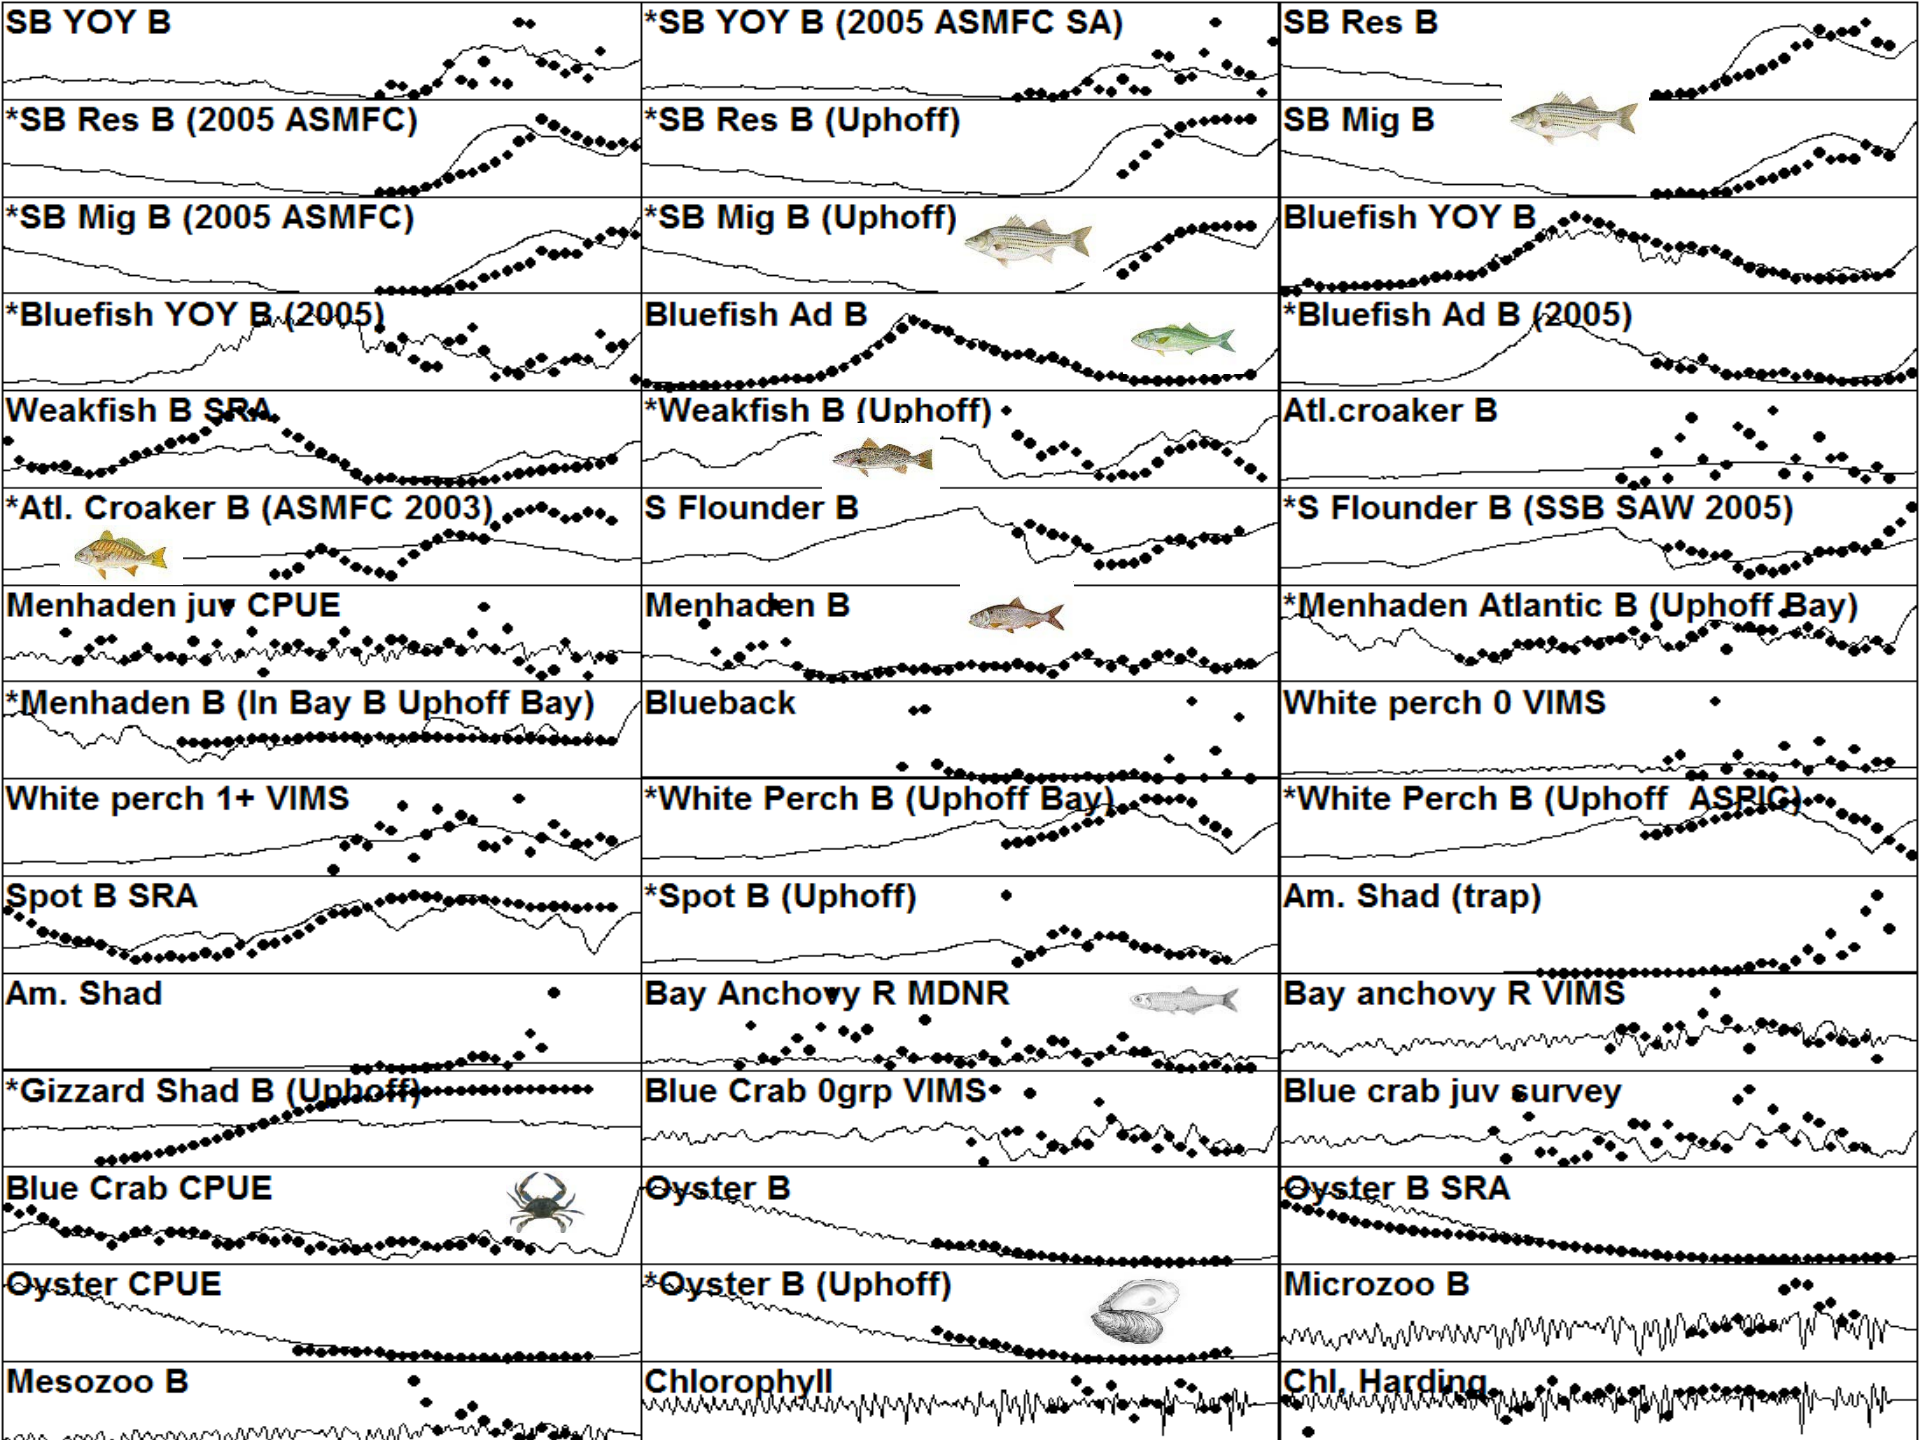 SB YOY B
*SB YOY B (2005 ASMFC SA)
SB Res B
*SB Res B (2005 ASMFC)
*SB Res B (Uphoff)
SB Mig B
*SB Mig B (2005 ASMFC)
*SB Mig B (Uphoff)
Bluefish YOY B
*Bluefish YOY B (2005)
Bluefish Ad B
*Bluefish Ad B (2005)
Weakfish B SRA
*Weakfish B (Uphoff)
Atl.croaker B
*Atl. Croaker B (ASMFC 2003)
S Flounder B
*S Flounder B (SSB SAW 2005)
Menhaden juv CPUE
Menhaden B
*Menhaden Atlantic B (Uphoff Bay)
*Menhaden B (In Bay B Uphoff Bay)
Blueback
White perch 0 VIMS
White perch 1+ VIMS
*White Perch B (Uphoff Bay)
*White Perch B (Uphoff ASPIC)
Spot B SRA
*Spot B (Uphoff)
Am. Shad (trap)
Am. Shad
Bay Anchovy R MDNR
Bay anchovy R VIMS
*Gizzard Shad B (Uphoff)
Blue Crab 0grp VIMS
Blue crab juv survey
Blue Crab CPUE
Oyster B
Oyster B SRA
Oyster CPUE
*Oyster B (Uphoff)
Microzoo B
Mesozoo B
Chlorophyll
Chl. Harding